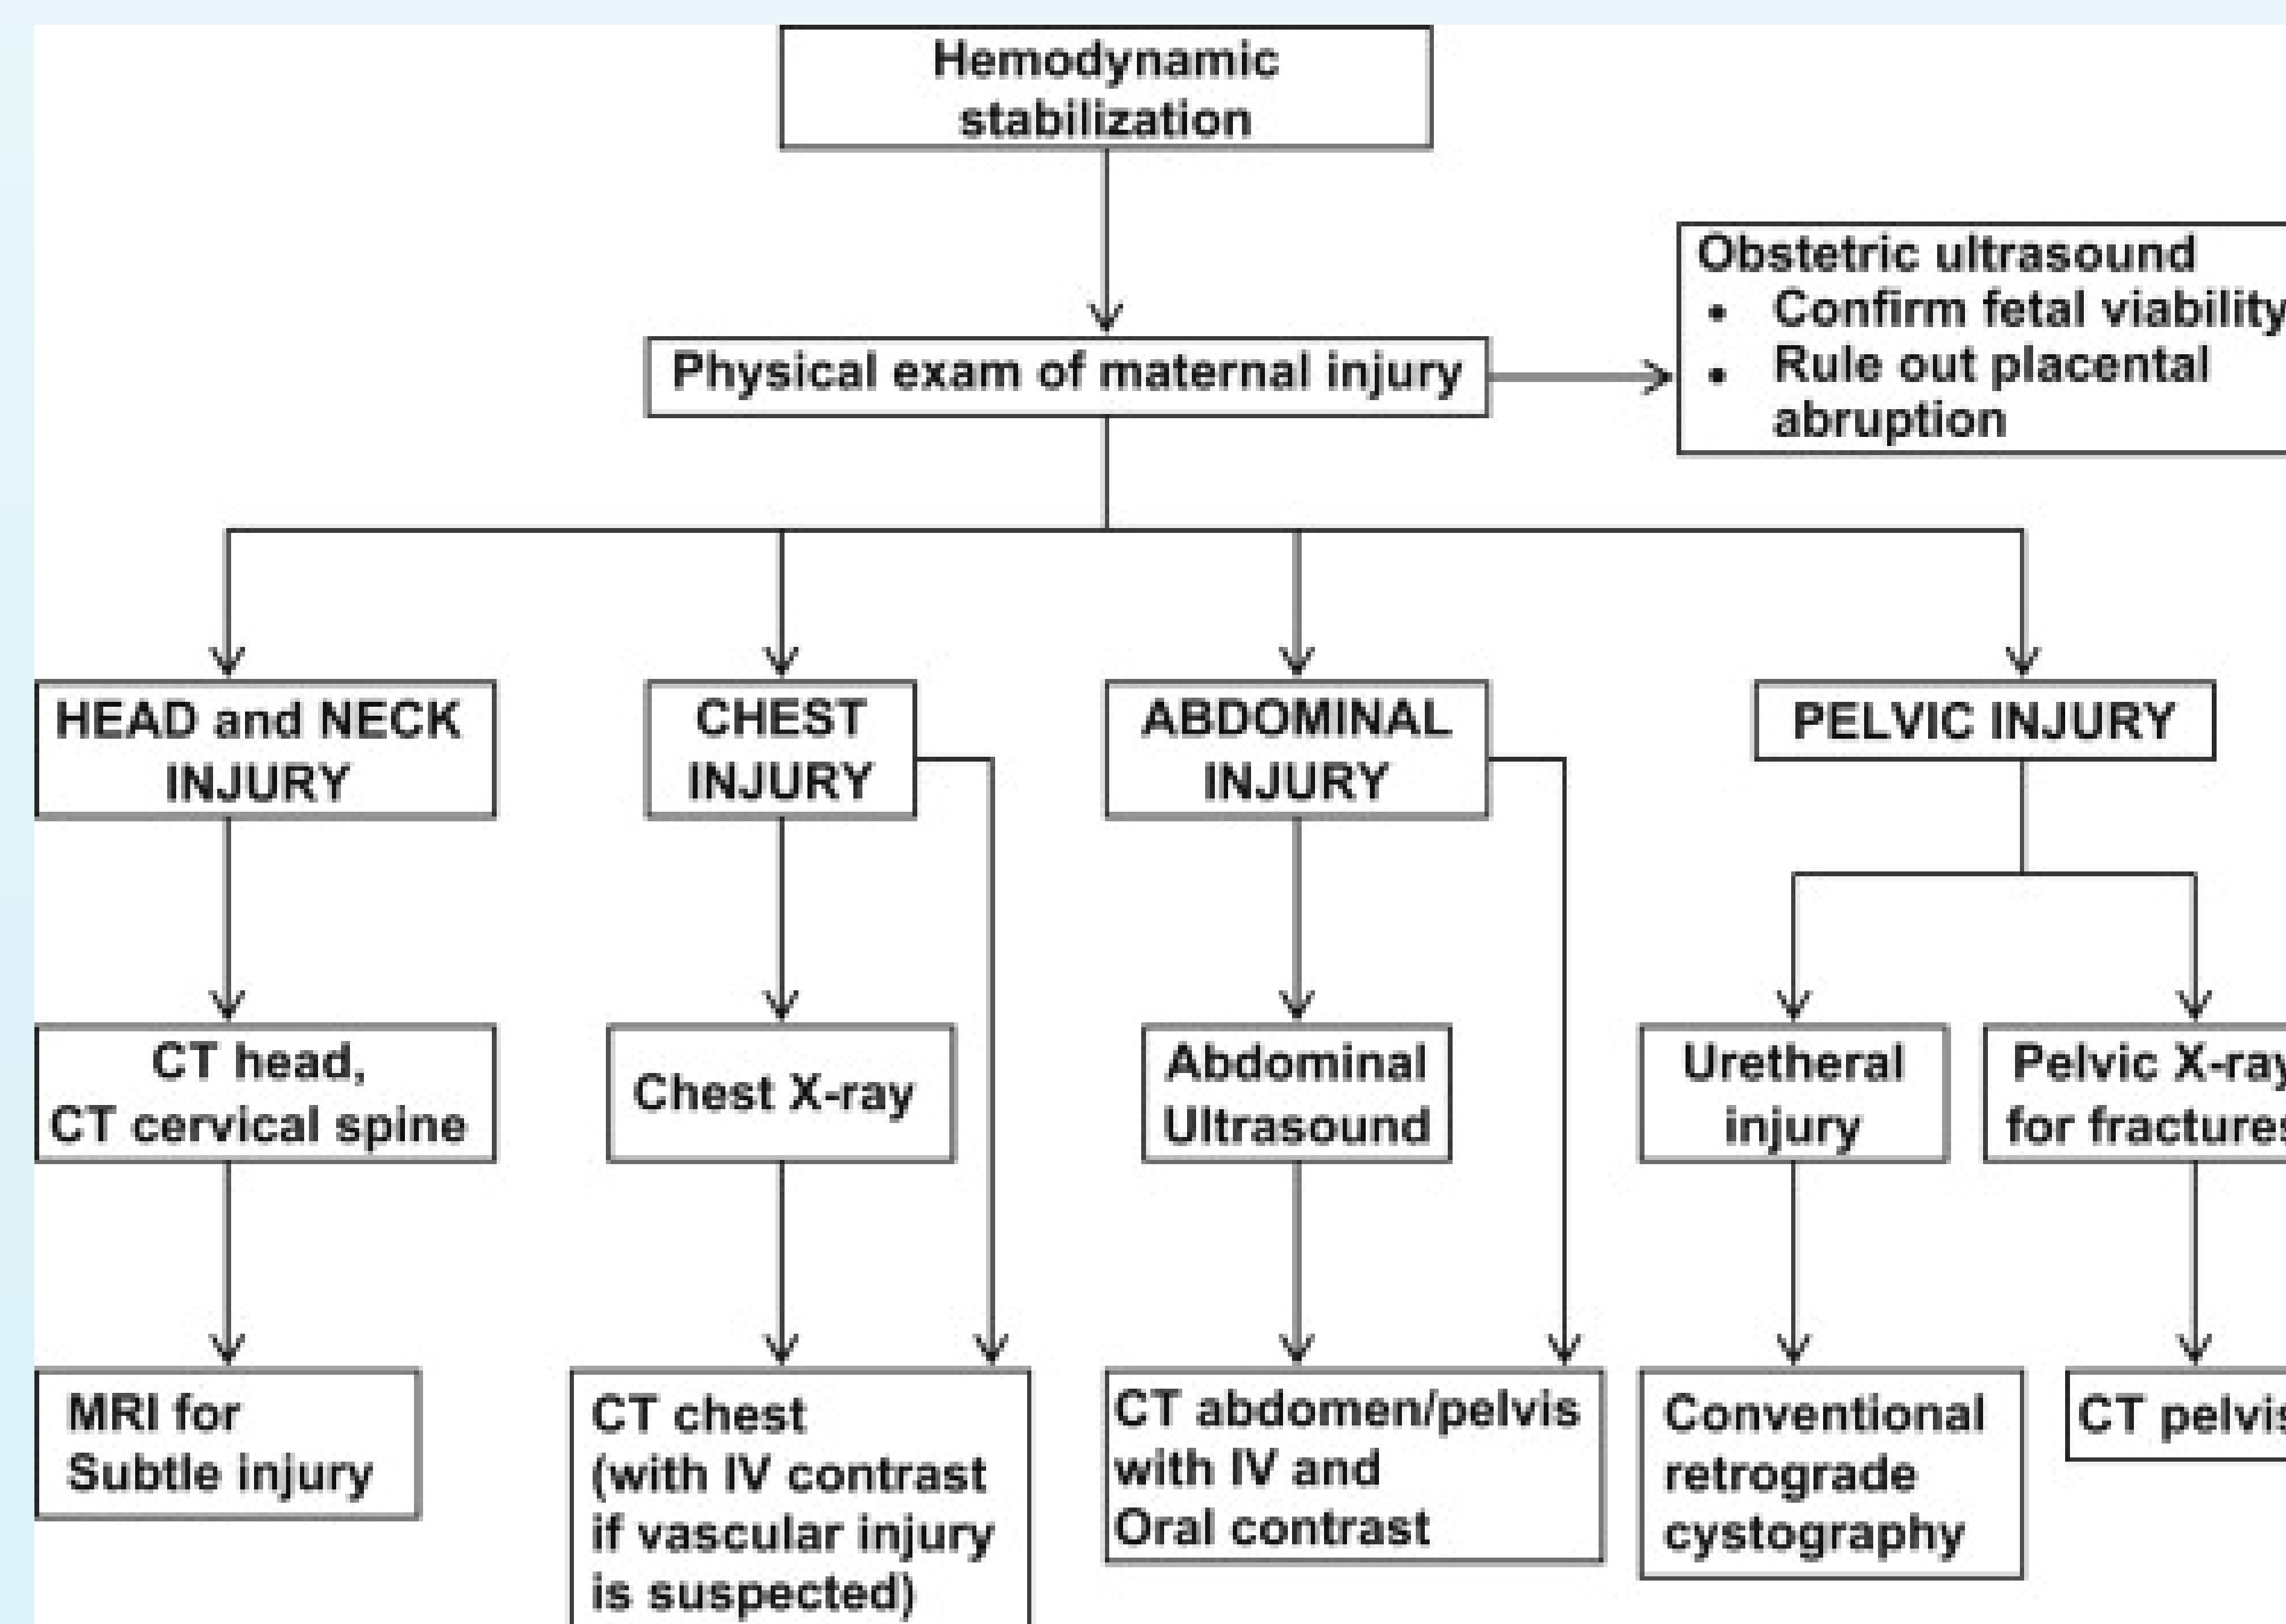 Hemodynamic
stabilization
Obstetric ultrasound
• Confirm fetal viability
• Rule out placental
abruption
Physical exam of maternal injury
HEAD and NECK
INJURY
CHEST
INJURY
ABDOMINAL
INJURY
PELVIC INJURY
CT head,
CT cervical spine
Chest X-ray
Abdominal
Ultrasound
Uretheral
injury
Pelvic X-ray
for fractures
MRI for
Subtle injury
CT chest
(with IV contrast
if vascular injury
is suspected)
CT abdomen/pelvis
with IV and
Oral contrast
Conventional
retrograde
cystography
CT pelvis